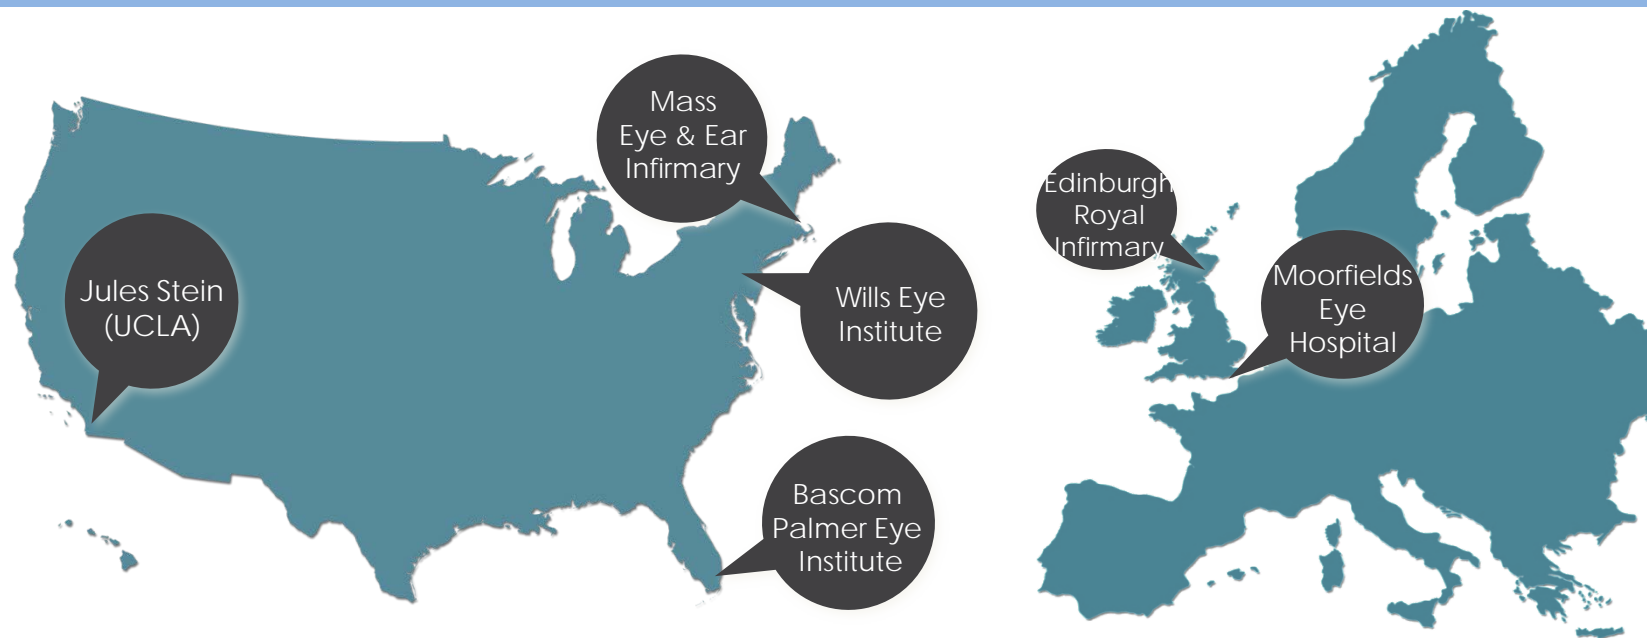 Mass
Eye & Ear
Infirmary
Jules Stein
(UCLA)
Wills Eye
Institute
Bascom
Palmer Eye
Institute
Edinburgh
Royal
Infirmary
Moorfields
Eye
Hospital